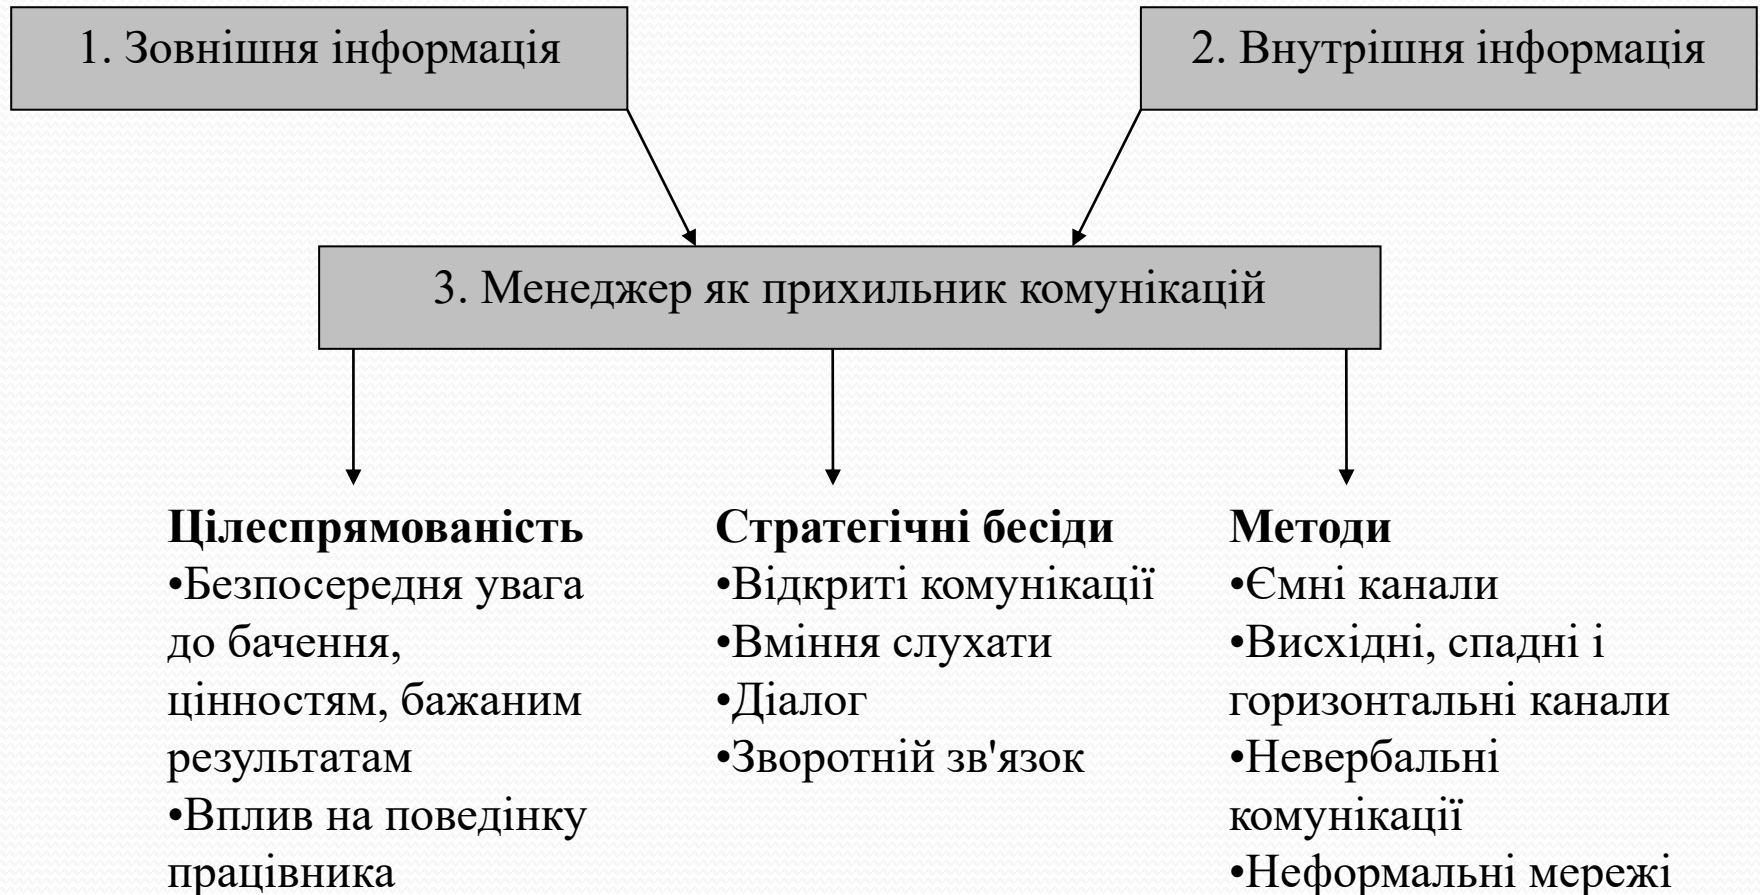 1. Зовнішня інформація
2. Внутрішня інформація
3. Менеджер як прихильник комунікацій
Цілеспрямованість
•Безпосередня увага
до бачення,
цінностям, бажаним
результатам
•Вплив на поведінку
працівника
Стратегічні бесіди
•Відкриті комунікації
•Вміння слухати
•Діалог
•Зворотній зв'язок
Методи
•Ємні канали
•Висхідні, спадні і
горизонтальні канали
•Невербальні
комунікації
•Неформальні мережі